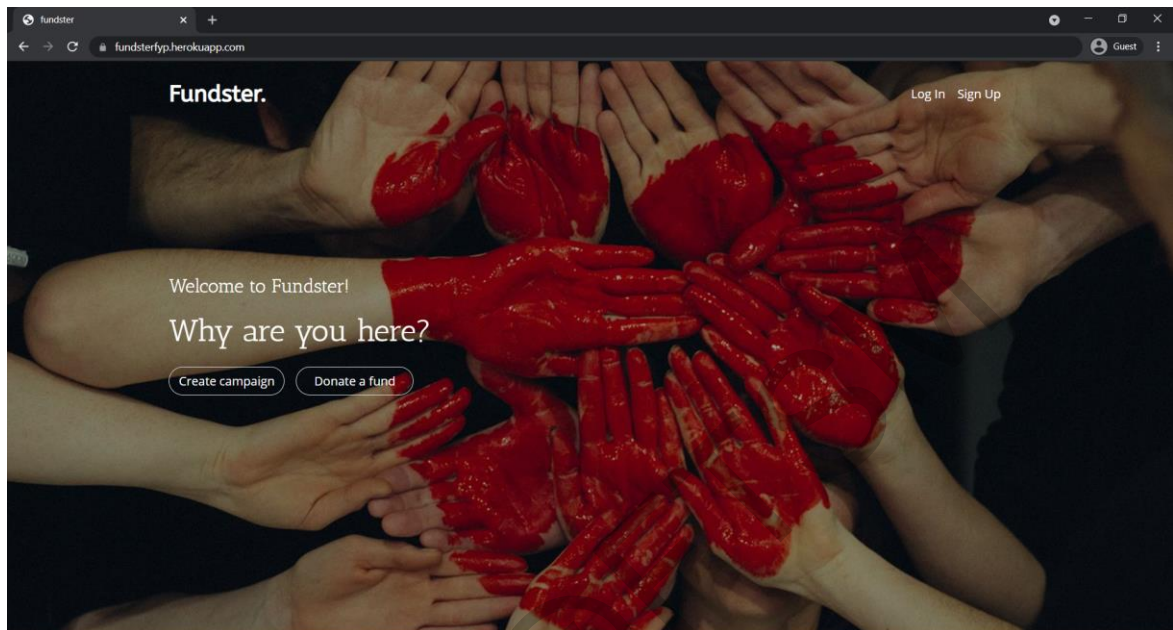 fundster
fundsterfyp.herokuapp.com
Guest
Fundster.
Log In Sign Up
Welcome to Fundster!
Why are you here?
Create campaign Donate a fund